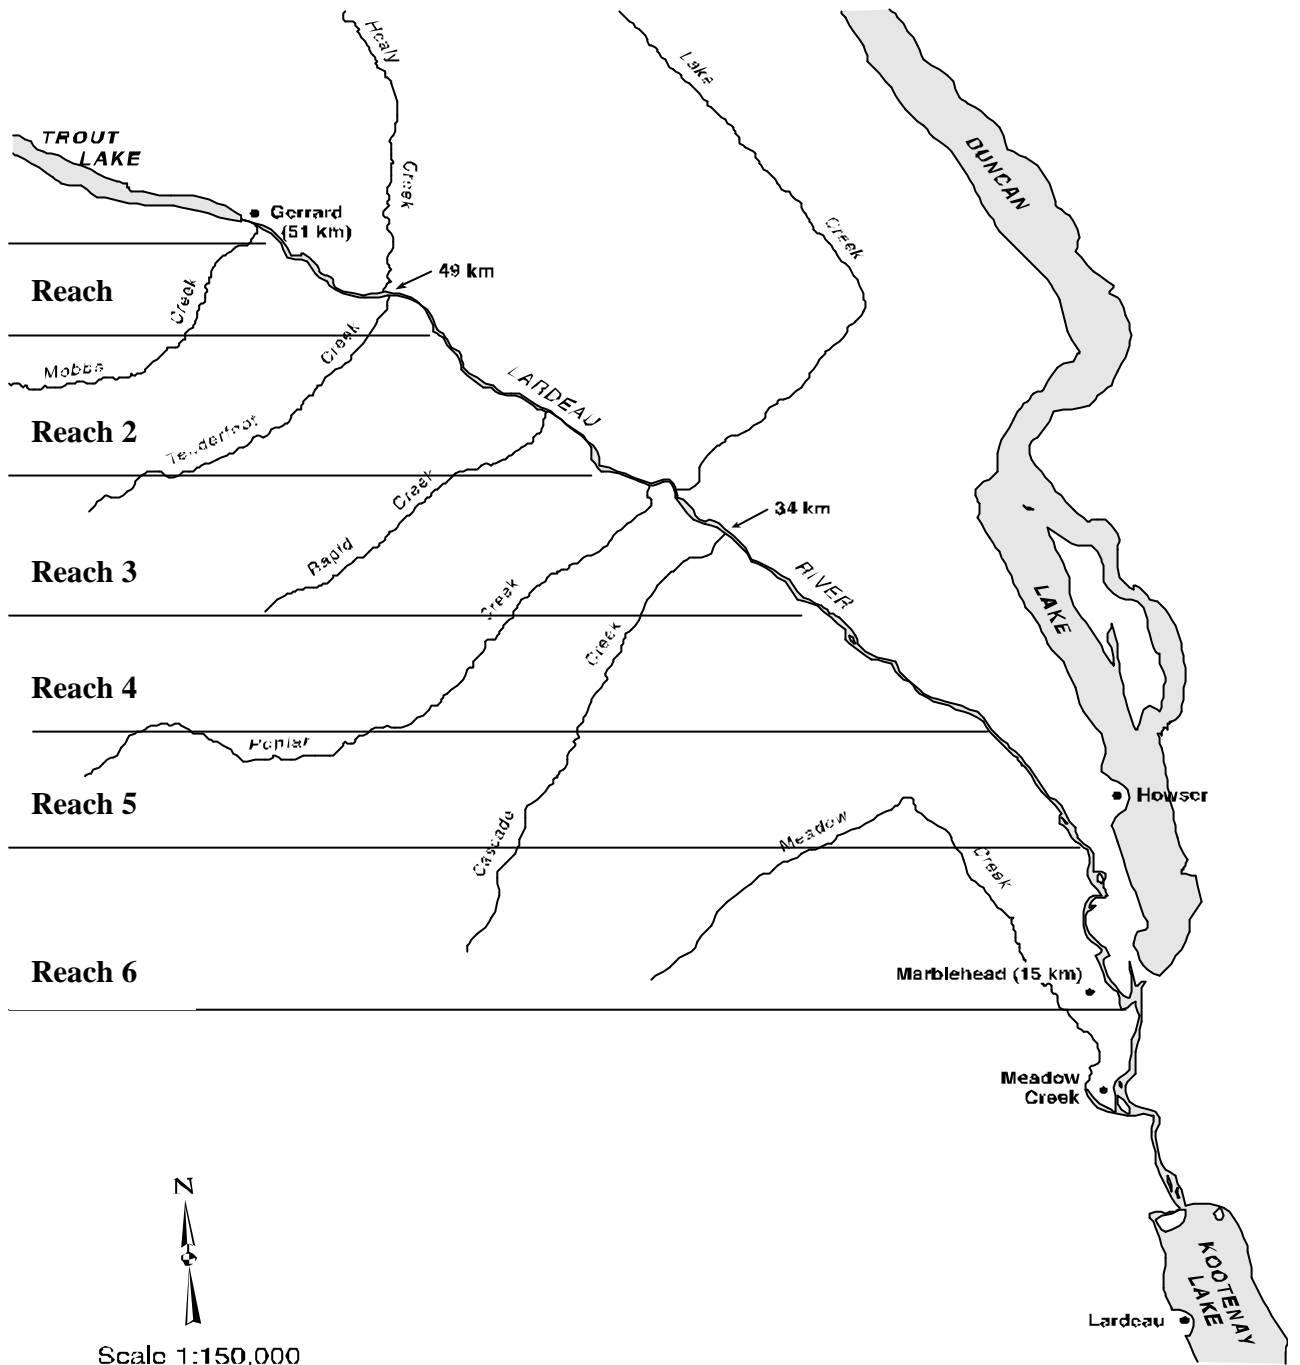 Healy
Lake
TROUT
LAKE
DUNCAN
Creek
Gerrard
(51 km)
Creek
49 km
Reach
Creek
Creek
Mobbs
LARDEAU
Reach 2
Tenderfoot
Creek
34 km
Reach 3
Rapid
RIVER
Creek
LAKE
Creek
Reach 4
Poplar
Reach 5
Howser
Meadow
Cascade
Creek
Reach 6
Marblehead (15 km)
Meadow
Creek
N
KOOTENAY
LAKE
Lardeau
Scale 1:150,000